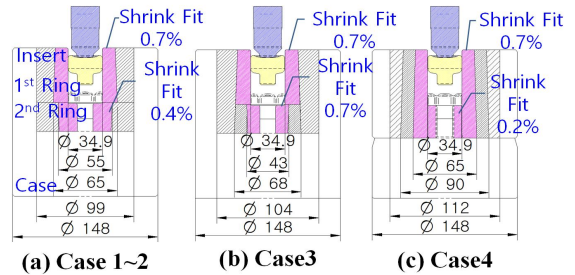 Shrink Fit
0.7%
Insert
1st Ring
2nd Ring
Shrink
Fit
0.4%
Case
Ø 34.9
Ø 55
Ø 65
Ø 99
Ø 148
(a) Case 1~2
Shrink Fit
0.7%
Shrink
Fit
0.7%
Ø 34.9
Ø 43
Ø 68
Ø 104
Ø 148
(b) Case3
Shrink Fit
0.7%
Shrink
Fit
0.2%
Ø 34.9
Ø 65
Ø 90
Ø 112
Ø 148
(c) Case4